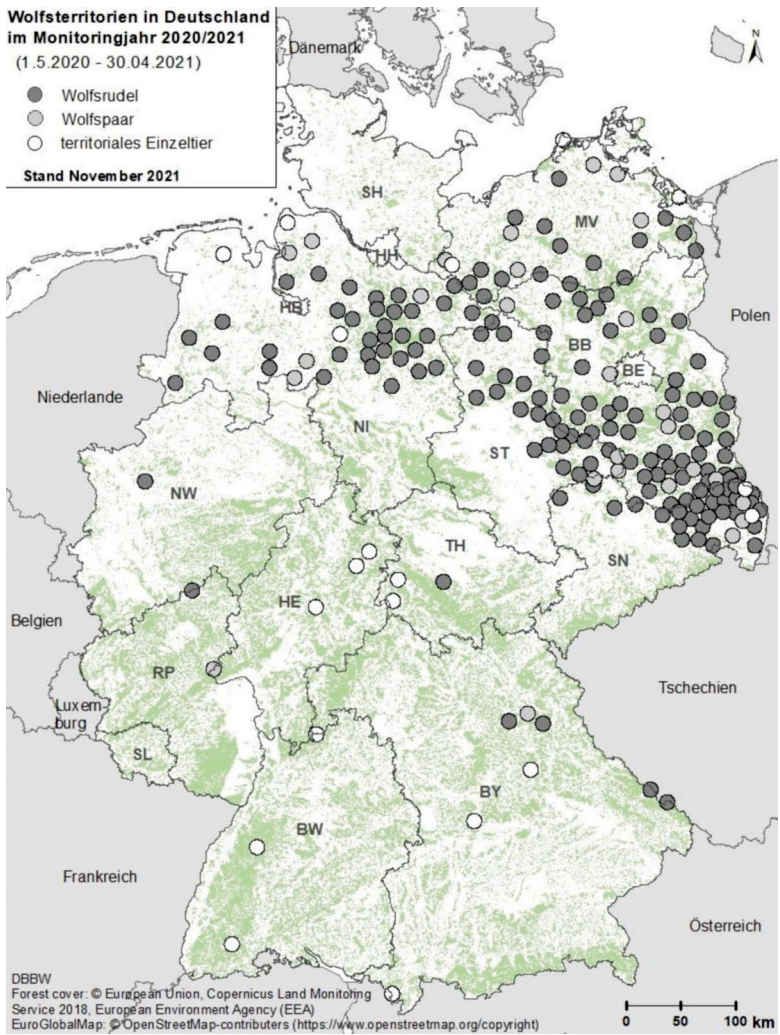 Wolfsterritorien in Deutschland
im Monitoringjahr 2020/2021
(1.5.2020 - 30.04.2021)
Wolfsrudel
Wolfspaar
territoriales Einzeltier
Stand November 2021
Dänemark
N
SH
MV
HH
HB
Polen
BB
BE
Niederlande
NI
ST
NW
TH
SN
HE
Belgien
RP
Luxem-
burg
Tschechien
SL
BY
BW
Frankreich
Österreich
DBBW
Forest cover: © European Union, Copernicus Land Monitoring
Service 2018, European Environment Agency (EEA)
EuroGlobalMap: © OpenStreetMap-contributors (https://www.openstreetmap.org/copyright)
0 50 100
km